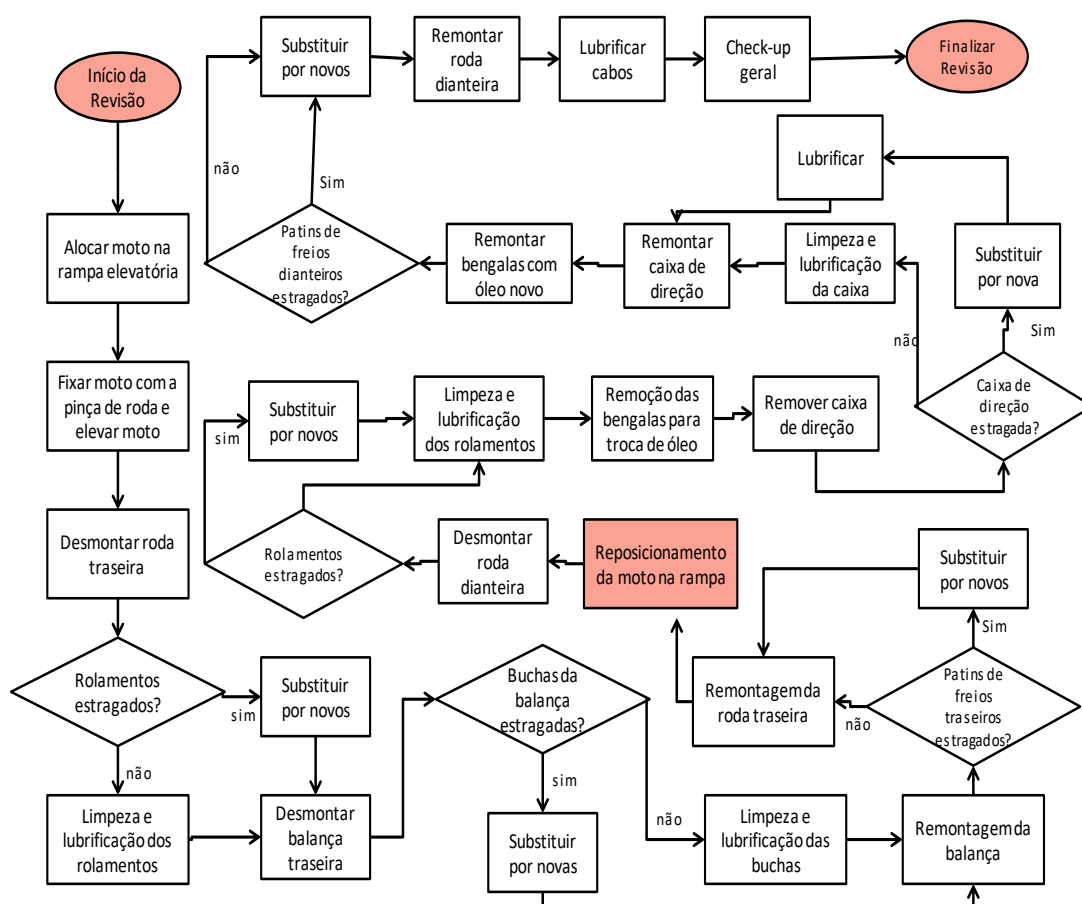 Início da
Revisão
Substituir
por novos
Remontar
roda
dianteira
Lubrificar
cabos
Check-up
geral
Finalizar
Revisão
não
Sim
Lubrificar
Alocar moto na
rampa elevatória
Patins de
freios
dianteiros
estragados?
Remontar
bengalas com
óleo novo
Remontar
caixa de
direção
Limpeza e
lubrificação
da caixa
Substituir
por nova
não
Sim
Fixar moto com a
pinça de roda e
elevar moto
sim
Substituir
por novos
Limpeza e
lubrificação
dos rolamentos
Remoção das
bengalas para
troca de óleo
Remover caixa
de direção
Caixa de
direção
estragada?
Desmontar roda
traseira
Rolamentos
estragados?
Desmontar
roda
dianteira
Reposicionamento
da moto na rampa
Substituir
por novos
Sim
Rolamentos
estragados?
sim
não
Substituir
por novos
Buchas da
balança
estragadas?
sim
não
Remontagem da
roda traseira
não
Patins de
freios
traseiros
estragados?
Limpeza e
lubrificação dos
rolamentos
Desmontar
balança
traseira
Substituir
por novas
Limpeza e
lubrificação das
buchas
Remontagem da
balança